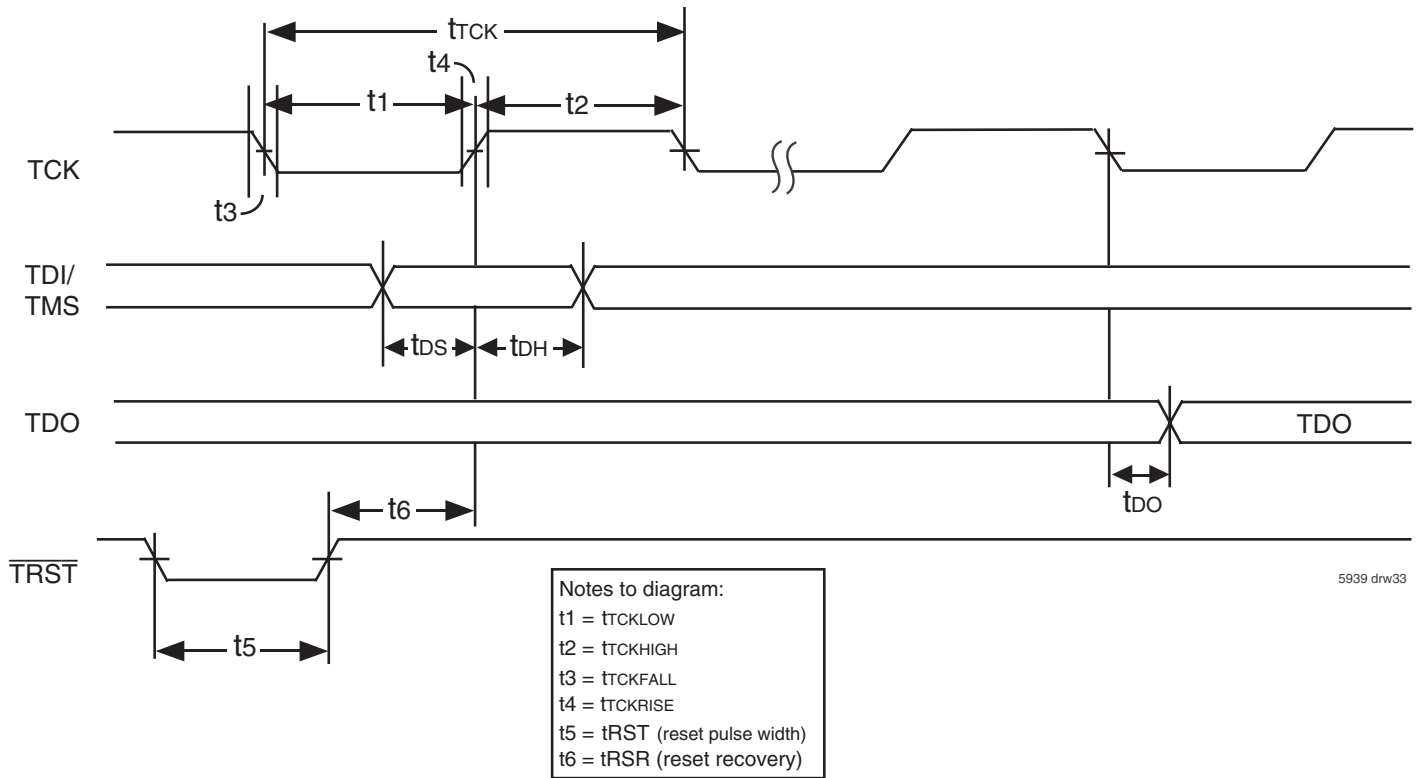 tTCK
t4
t1
t2
TCK
t3
TDI/
TMS
tDS
tDH
TDO
TDO
t6
tDO
TRST
5939 drw33
t5
Notes to diagram:
t1 = tTCKLOW
t2 = tTCKHIGH
t3 = tTCKFALL
t4 = tTCKRISE
t5 = tRST (reset pulse width)
t6 = tRSR (reset recovery)